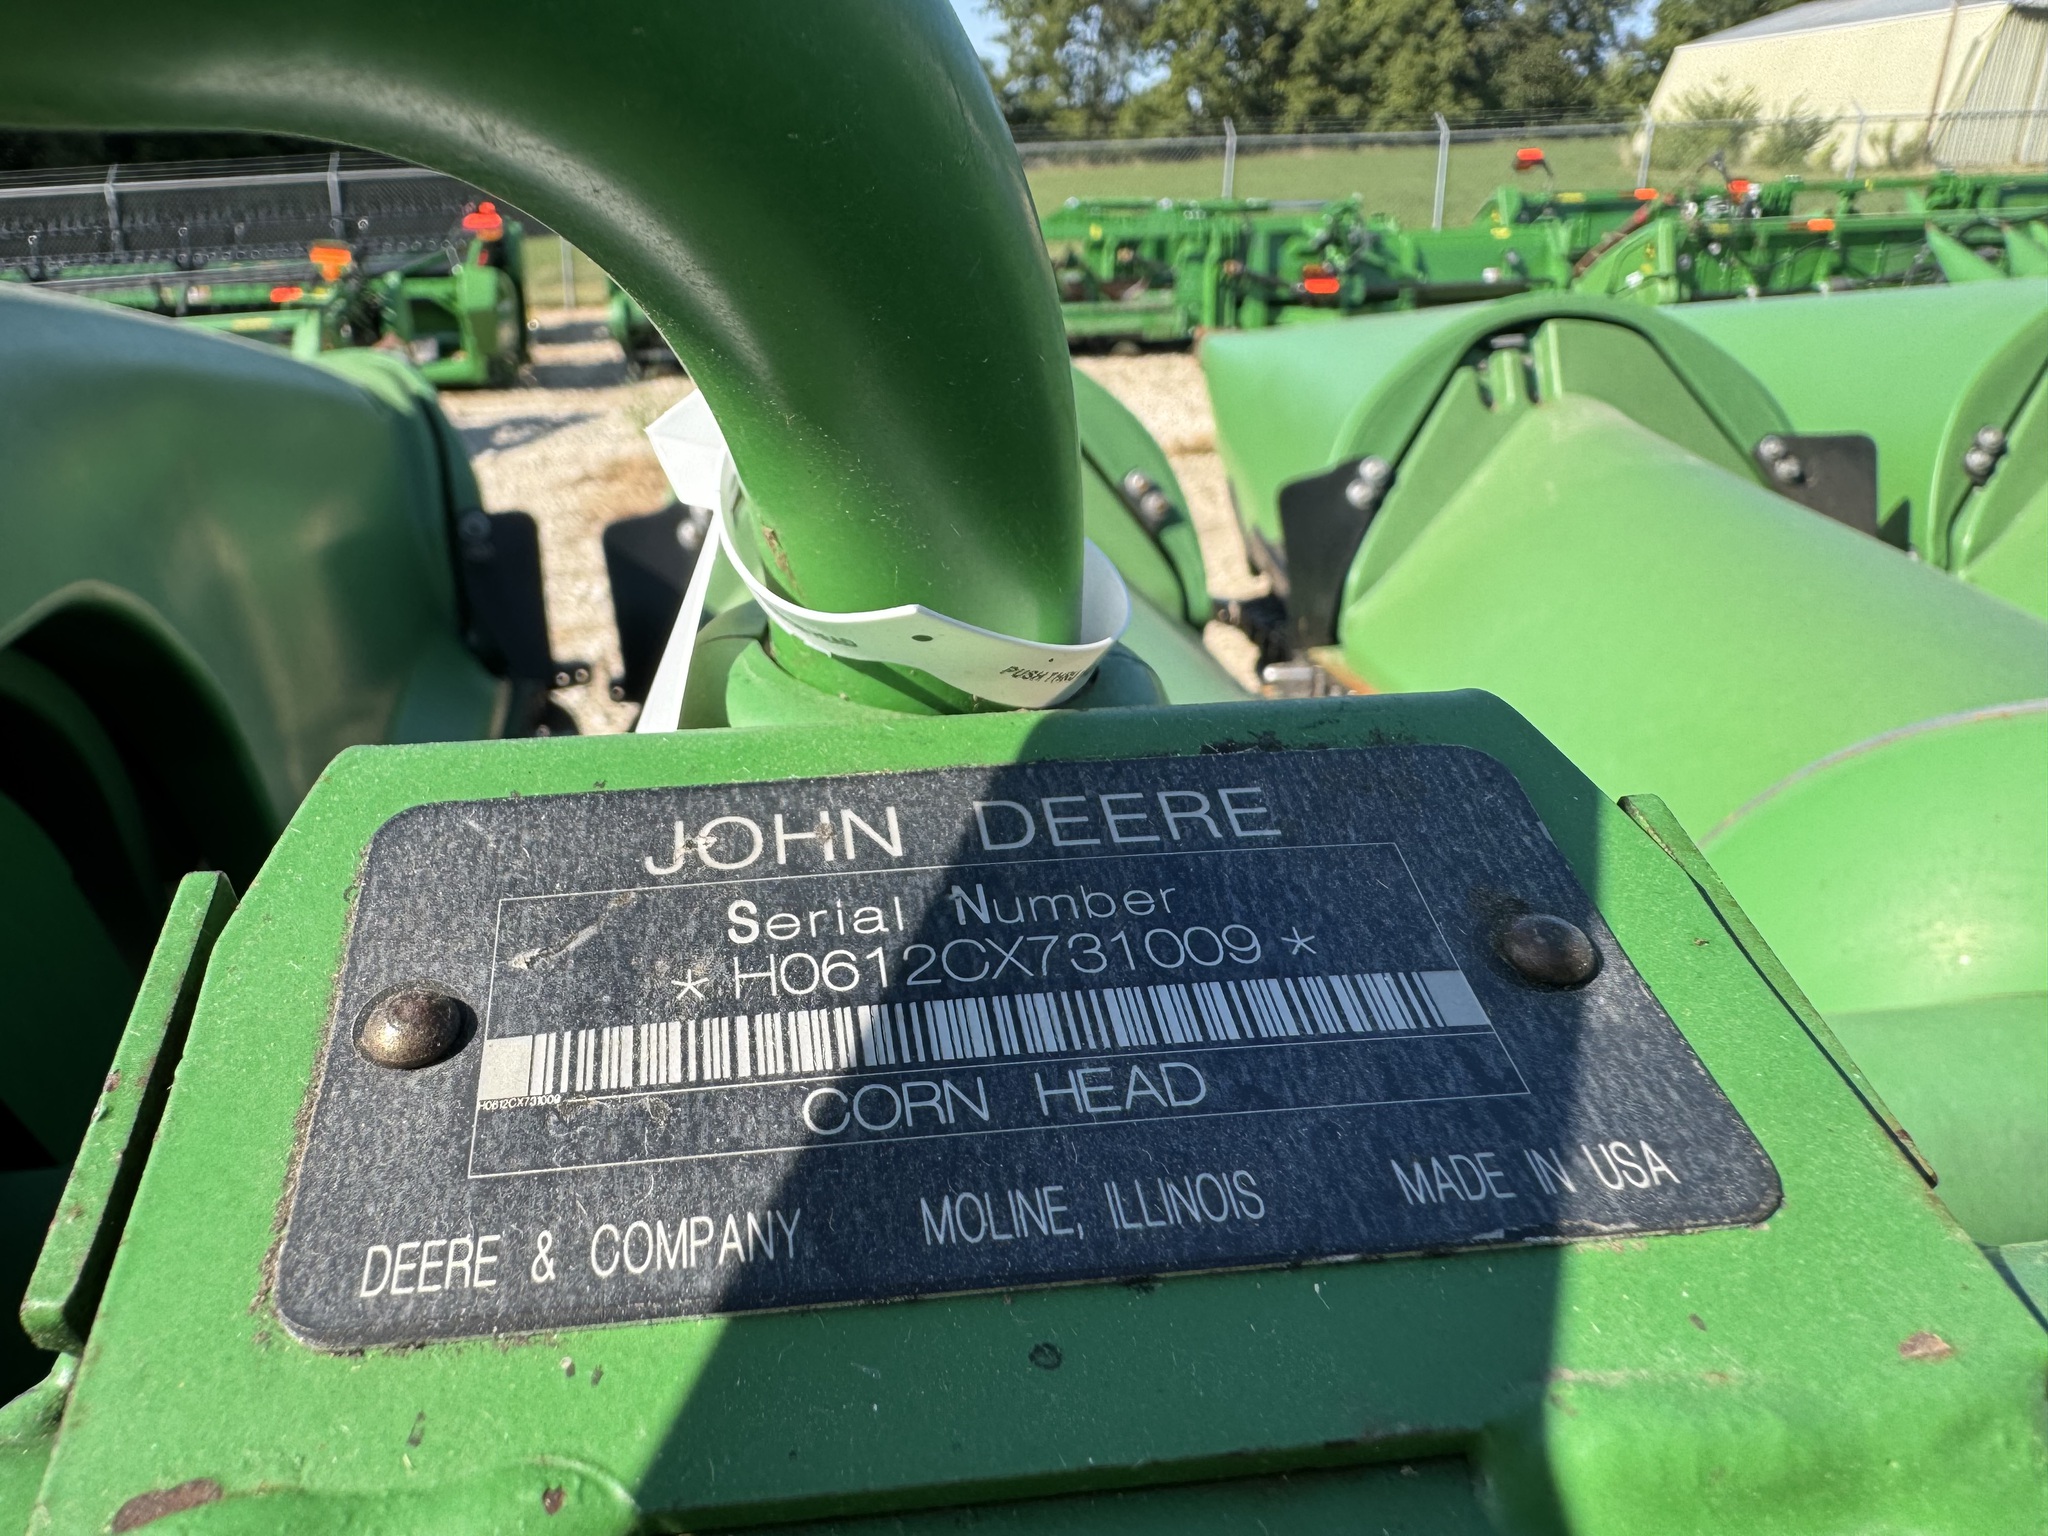 PUSH THRU
JOHN DEERE
Serial Number
*H0612CX731009*
H0612CX731009
CORN HEAD
DEERE & COMPANY MOLINE, ILLINOIS MADE IN USA